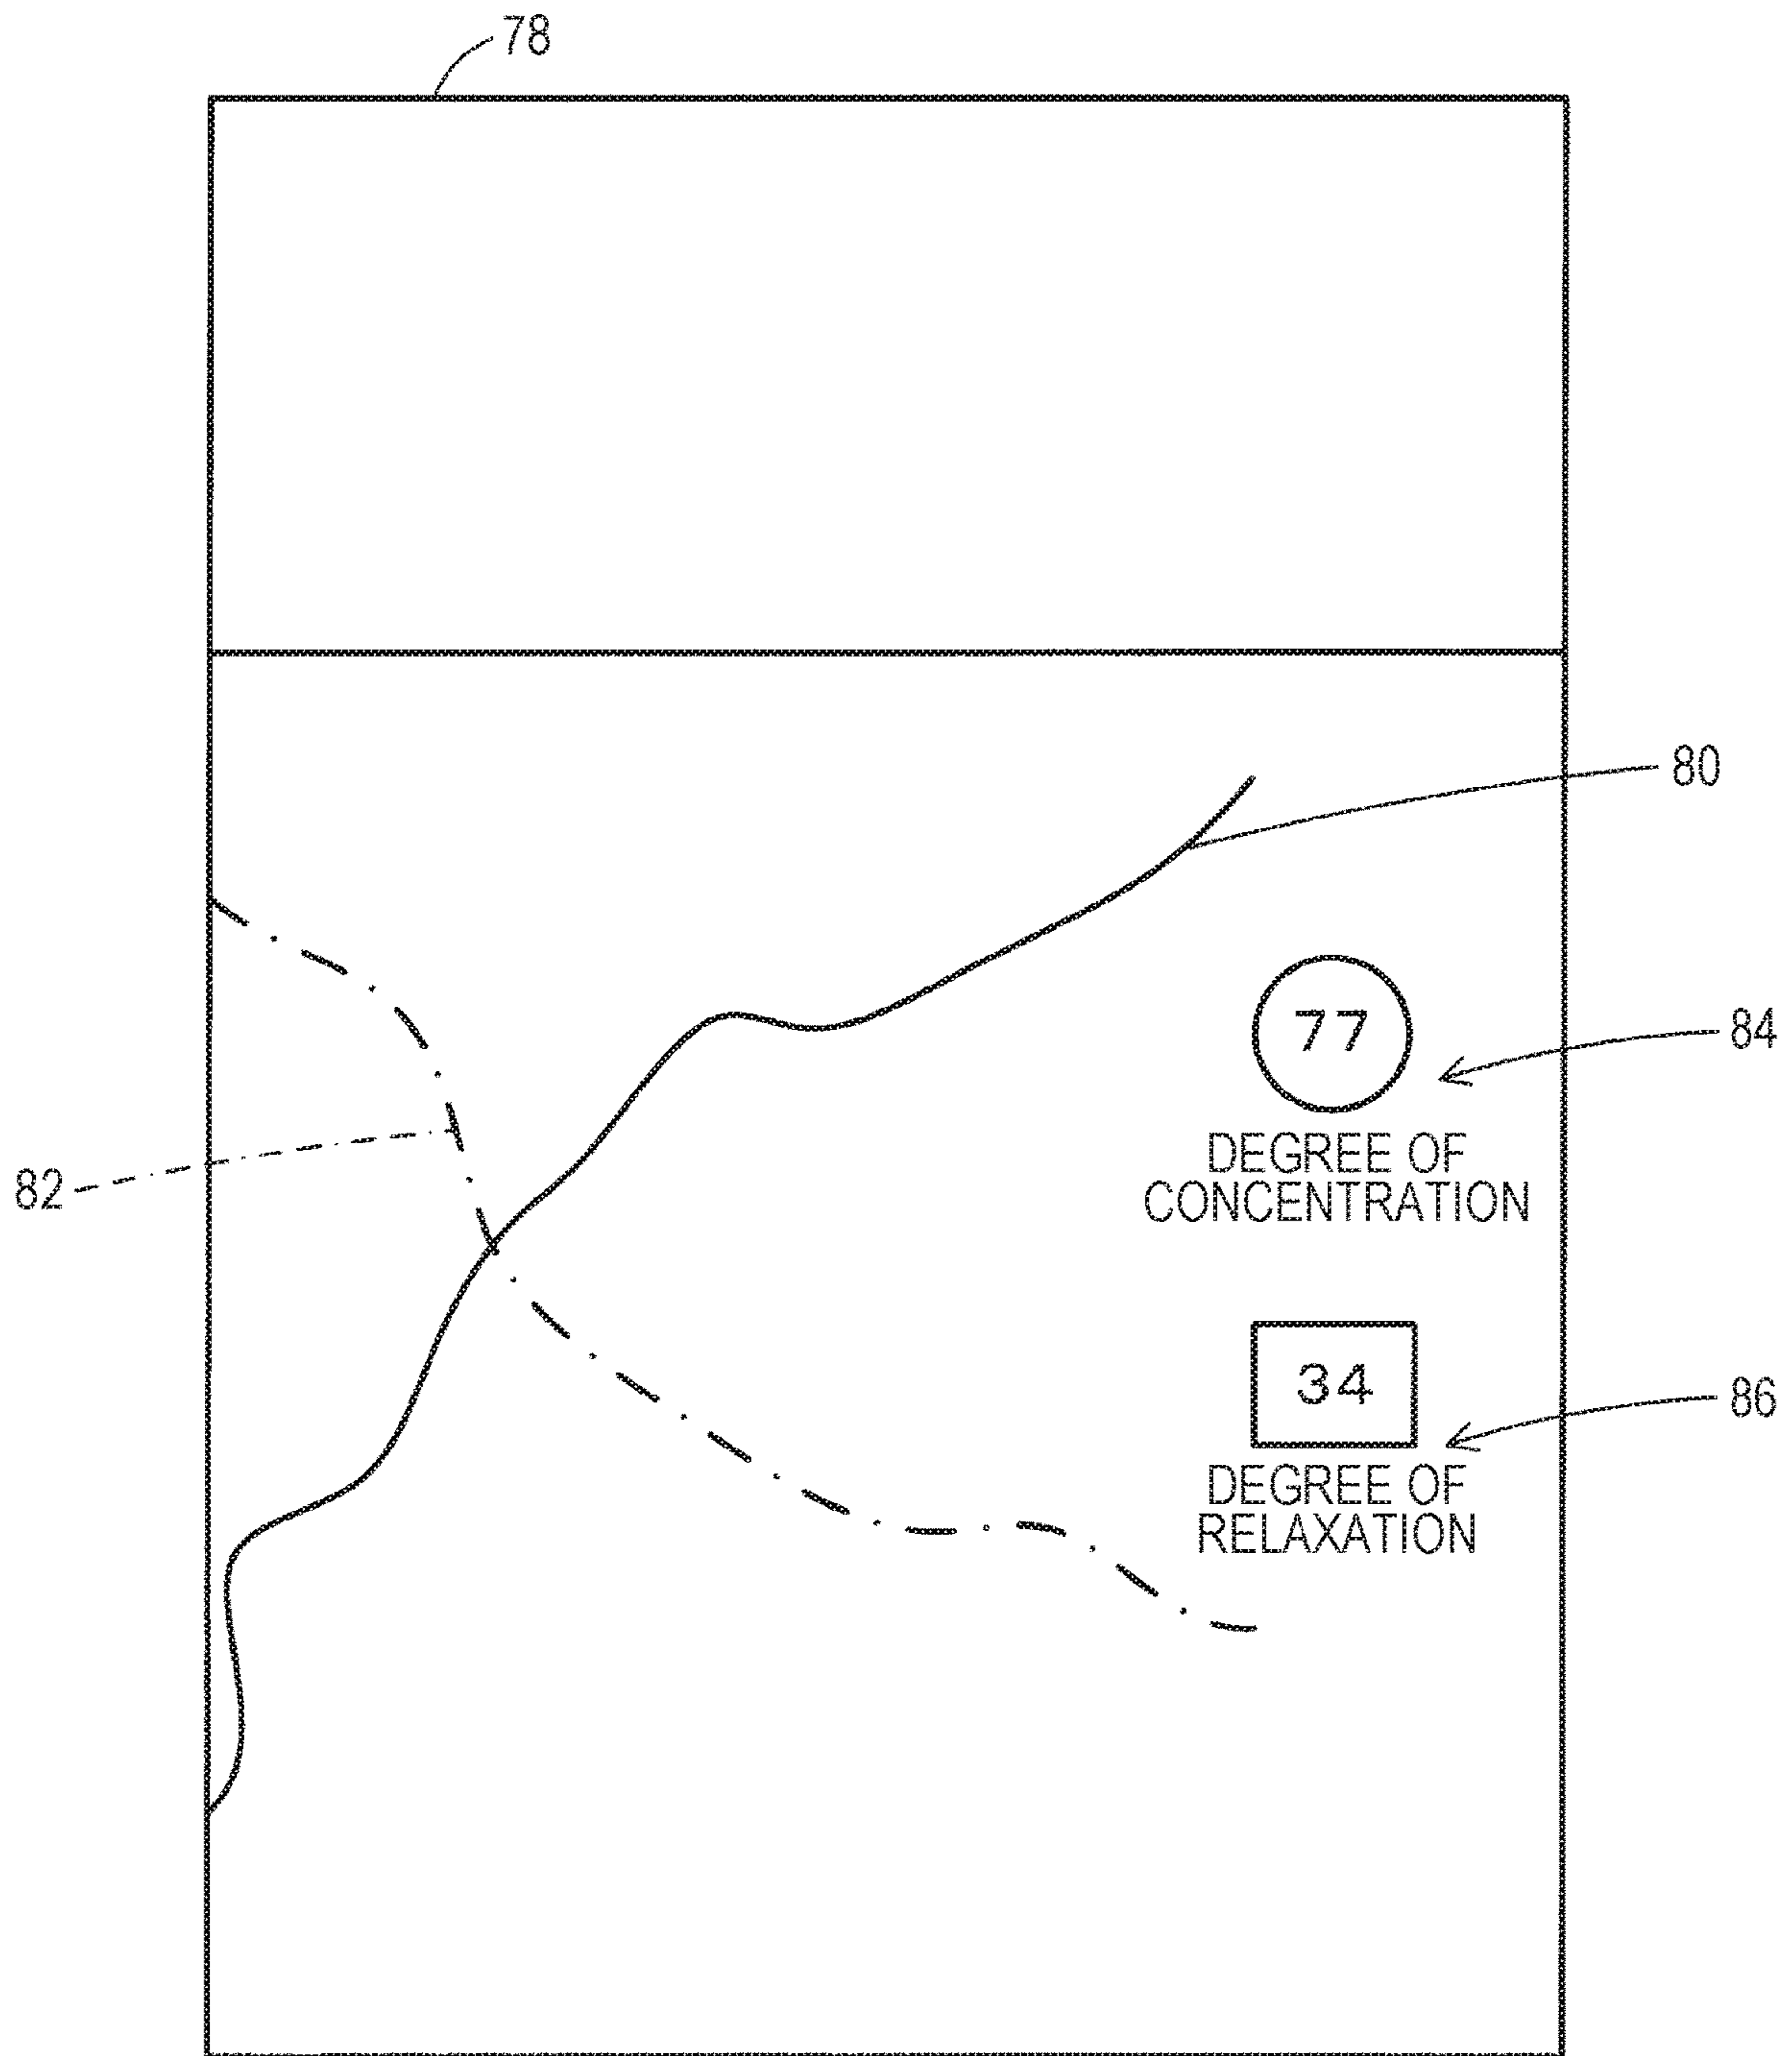 78
80
77
84
DEGREE OF
CONCENTRATION
82
34
86
DEGREE OF
RELAXATION